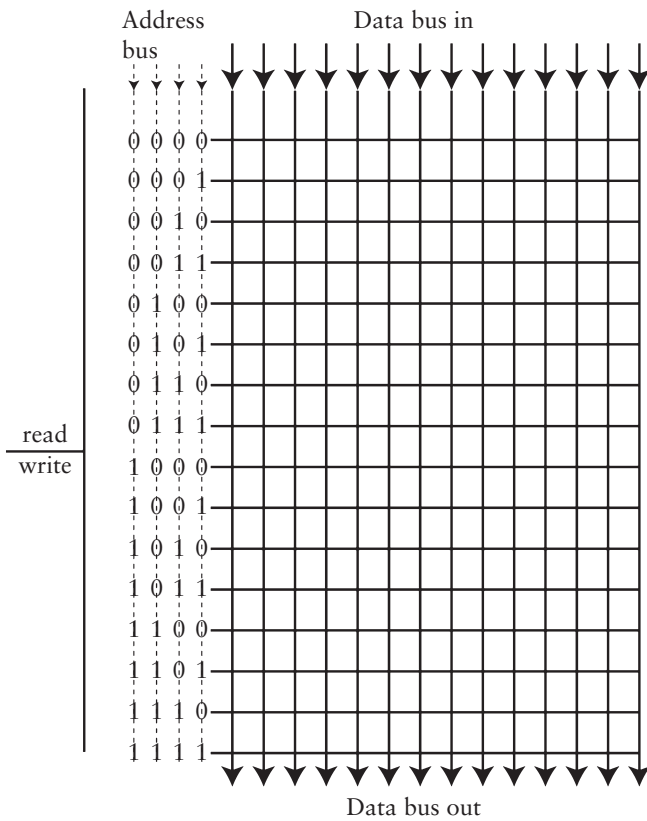 Address
bus
Data bus in
0 0 0 0
0 0 0 1
0 0 1 0
0 0 1 1
0 1 0 0
0 1 0 1
0 1 1 0
0 1 1 1
read
write
1 0 0 0
1 0 0 1
1 0 1 0
1 0 1 1
1 1 0 0
1 1 0 1
1 1 1 0
1 1 1 1
Data bus out